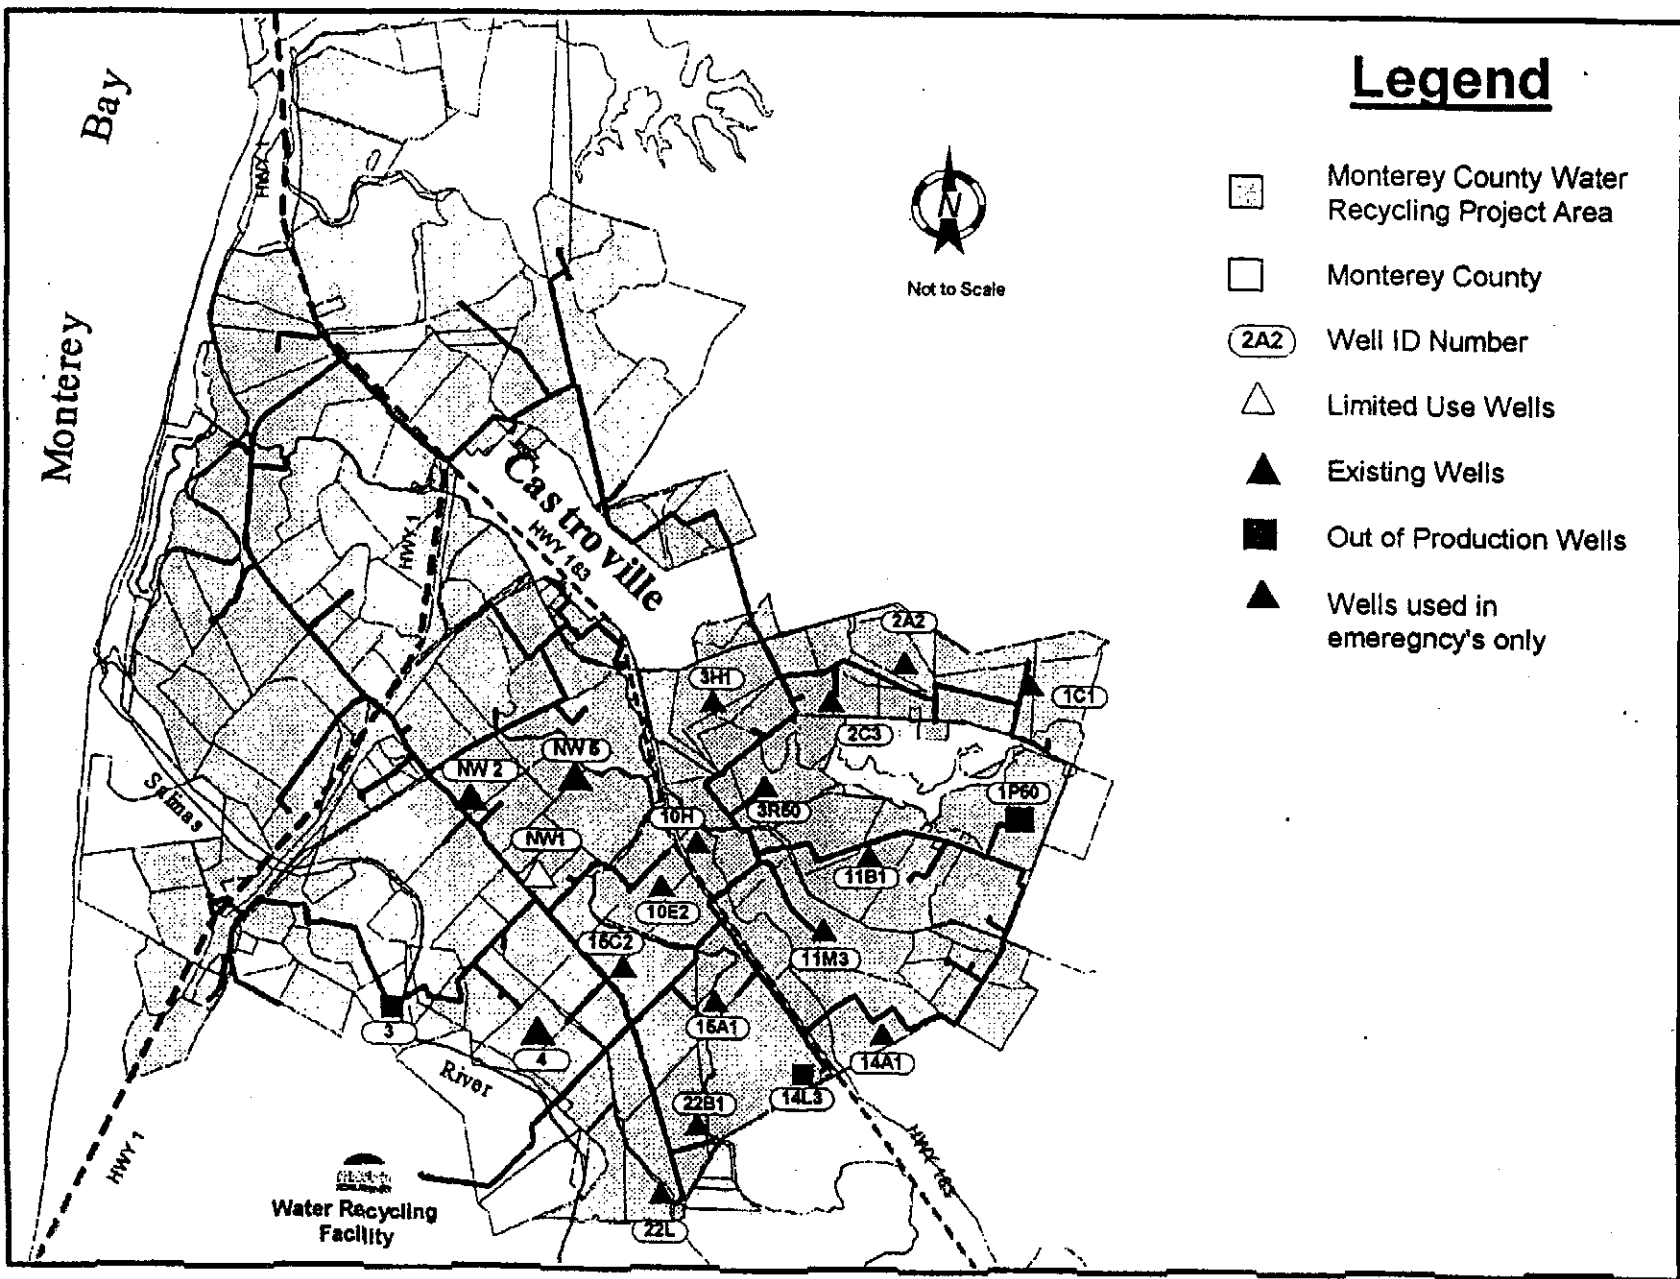 Legend
Monterey County Water
Recycling Project Area
Monterey County
2A2
Well ID Number
Limited Use Wells
Existing Wells
Out of Production Wells
Wells used in
emeregncy's only
N
Not to Scale
Monterey Bay
HWY 1
Castroville
HWY 183
HWY 1
2A2
3H1
1C1
2C3
NW 2
1P50
10H
3R50
NW1
11B1
10E2
15C2
11M3
3
15A1
4
14A1
14L3
22B1
22L
Salinas
River
HWY 1
HWY 183
Water Recycling
Facility